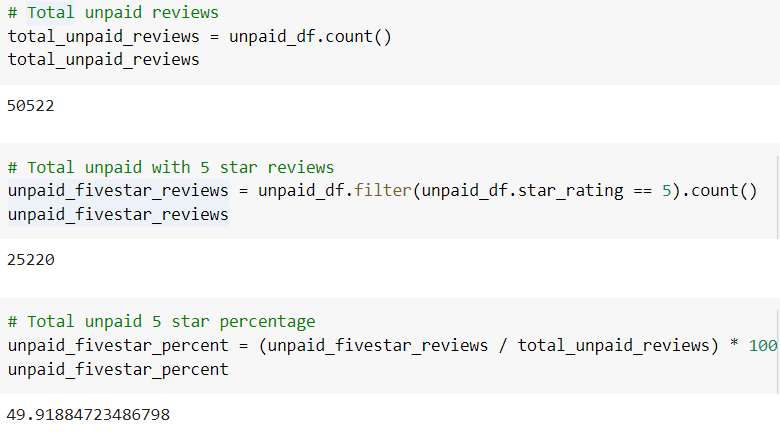 # Total unpaid reviews
total_unpaid_reviews = unpaid_df.count()
total_unpaid_reviews
50522
# Total unpaid with 5 star reviews
unpaid_fivestar_reviews = unpaid_df.filter(unpaid_df.star_rating == 5).count()
unpaid_fivestar_reviews
25220
# Total unpaid 5 star percentage
unpaid_fivestar_percent = (unpaid_fivestar_reviews / total_unpaid_reviews) * 100
unpaid_fivestar_percent
49.91884723486798